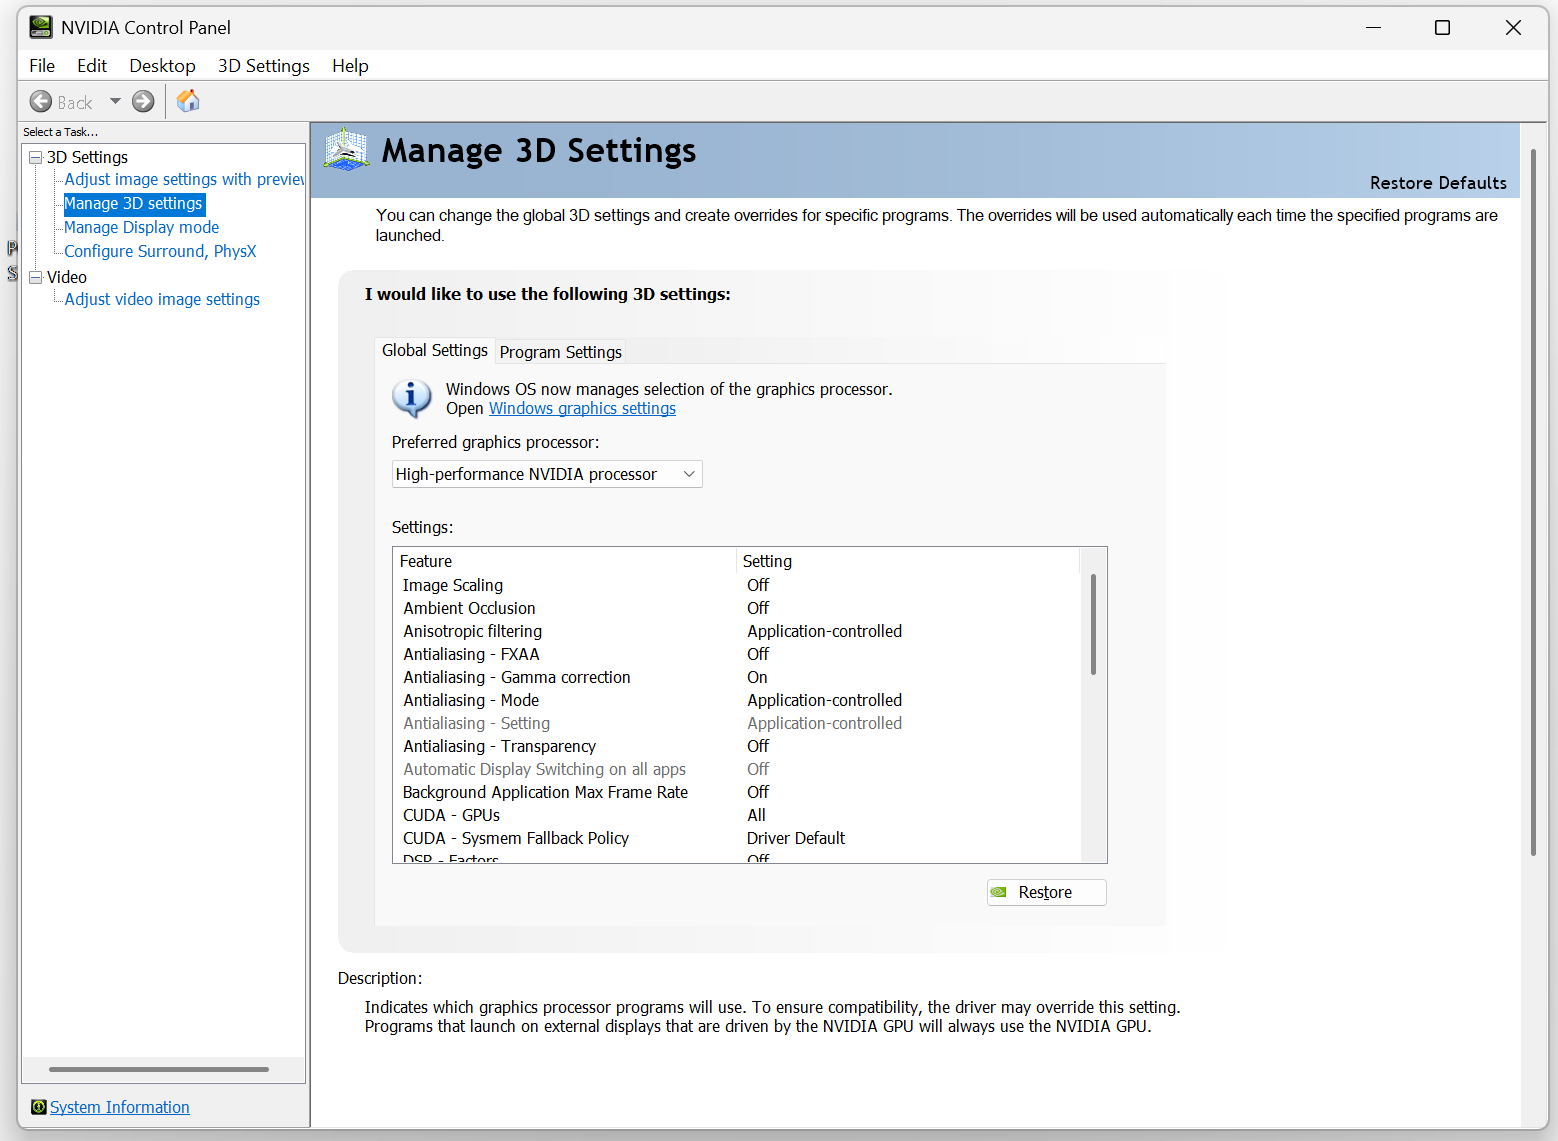 NVIDIA Control Panel
File Edit Desktop 3D Settings Help
Back
Select a Task...
3D Settings
Adjust image settings with preview
Manage 3D settings
Manage Display mode
Configure Surround, PhysX
Video
Adjust video image settings
System Information
Manage 3D Settings
Restore Defaults
You can change the global 3D settings and create overrides for specific programs. The overrides will be used automatically each time the specified programs are
launched.
I would like to use the following 3D settings:
Global Settings Program Settings
Windows OS now manages selection of the graphics processor.
Open Windows graphics settings
Preferred graphics processor:
High-performance NVIDIA processor
Settings:
Feature Setting
Image Scaling Off
Ambient Occlusion Off
Anisotropic filtering Application-controlled
Antialiasing - FXAA Off
Antialiasing - Gamma correction On
Antialiasing - Mode Application-controlled
Antialiasing - Setting Application-controlled
Antialiasing - Transparency Off
Automatic Display Switching on all apps Off
Background Application Max Frame Rate Off
CUDA - GPUs All
CUDA - Sysmem Fallback Policy Driver Default
DSR - Factors Off
Restore
Description:
Indicates which graphics processor programs will use. To ensure compatibility, the driver may override this setting.
Programs that launch on external displays that are driven by the NVIDIA GPU will always use the NVIDIA GPU.